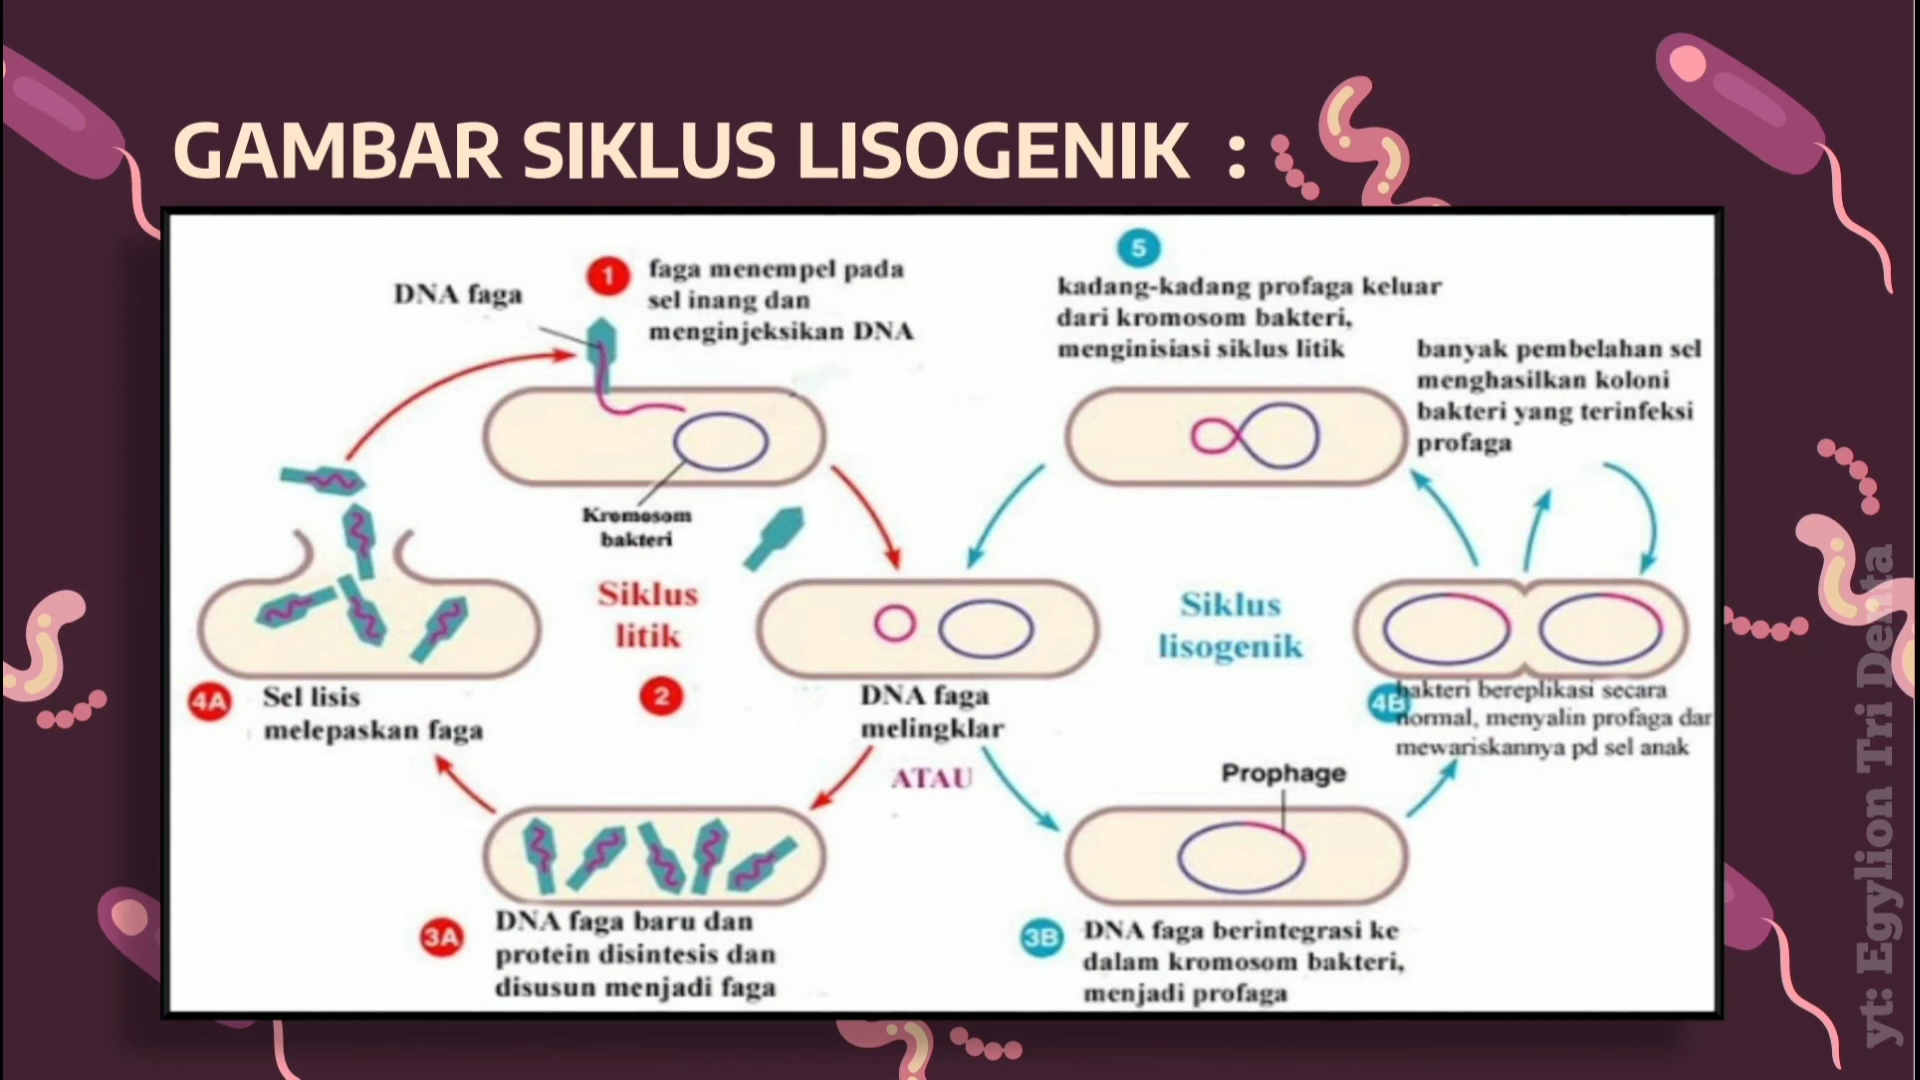 GAMBAR SIKLUS LISOGENIK :
DNA faga
1
faga menempel pada
sel inang dan
menginjeksikan DNA
5
kadang-kadang profaga keluar
dari kromosom bakteri,
menginisiasi siklus litik
banyak pembelahan sel
menghasilkan koloni
bakteri yang terinfeksi
profaga
Kromosom
bakteri
Siklus
litik
2
Siklus
lisogenik
4A
Sel lisis
melepaskan faga
DNA faga
melingklar
ATAU
4B
bakteri bereplikasi secara
normal, menyalin profaga dan
mewariskannya pd sel anak
Prophage
3A
DNA faga baru dan
protein disintesis dan
disusun menjadi faga
3B
DNA faga berintegrasi ke
dalam kromosom bakteri,
menjadi profaga
yt: Egylion Tri Delita